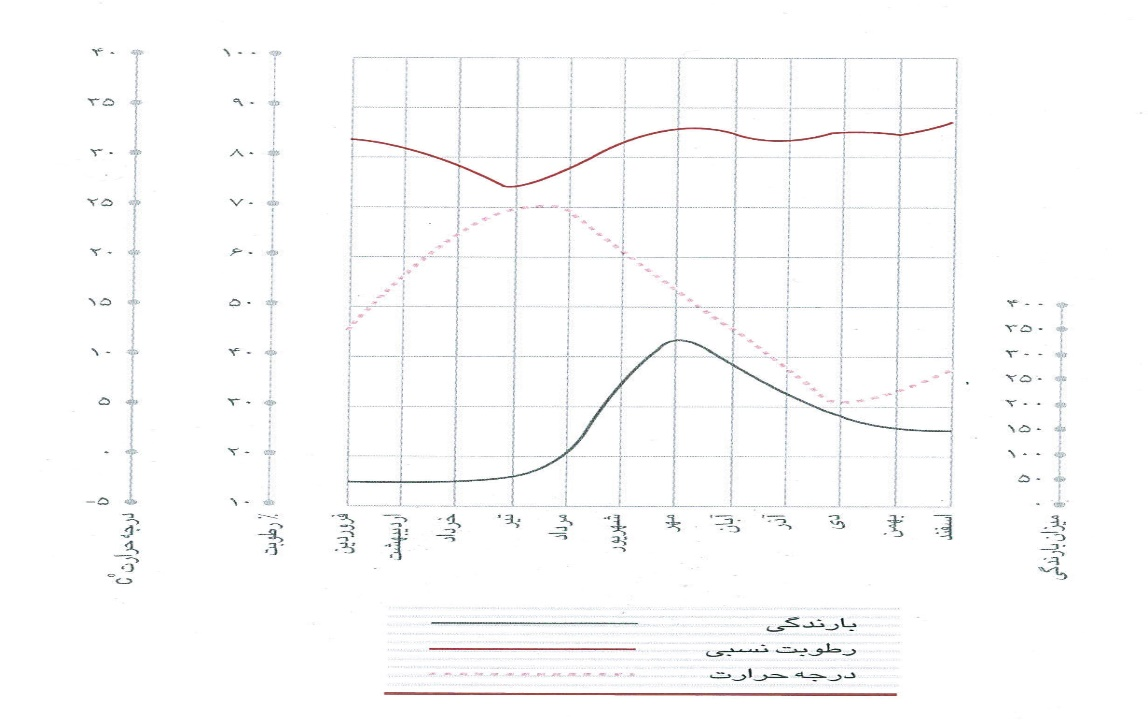 ۴۰
۳۵
۳۰
۲۵
۲۰
۱۵
۱۰
۵
۰
-۵
درجه حرارت C°
۱۰۰
۹۰
۸۰
۷۰
۶۰
۵۰
۴۰
۳۰
۲۰
۱۰
رطوبت ٪
فروردین
اردیبهشت
خرداد
تیر
مرداد
شهریور
مهر
آبان
آذر
دی
بهمن
اسفند
۴۰۰
۳۵۰
۳۰۰
۲۵۰
۲۰۰
۱۵۰
۱۰۰
۵۰
۰
میزان بارندگی
بارندگی
رطوبت نسبی
درجه حرارت